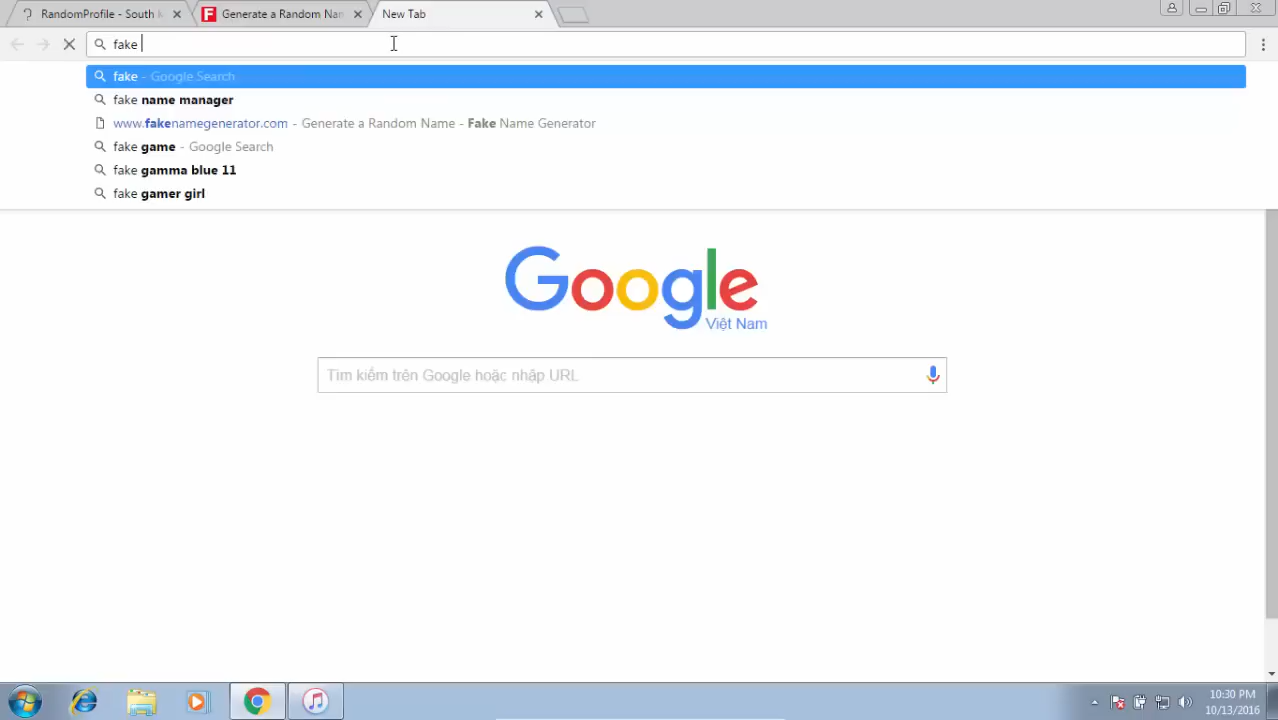 RandomProfile - South k
Generate a Random Nan
New Tab
fake
fake - Google Search
fake name manager
www.fakenamegenerator.com - Generate a Random Name - Fake Name Generator
fake game - Google Search
fake gamma blue 11
fake gamer girl
Google
Việt Nam
Tìm kiếm trên Google hoặc nhập URL
10:30 PM
10/13/2016